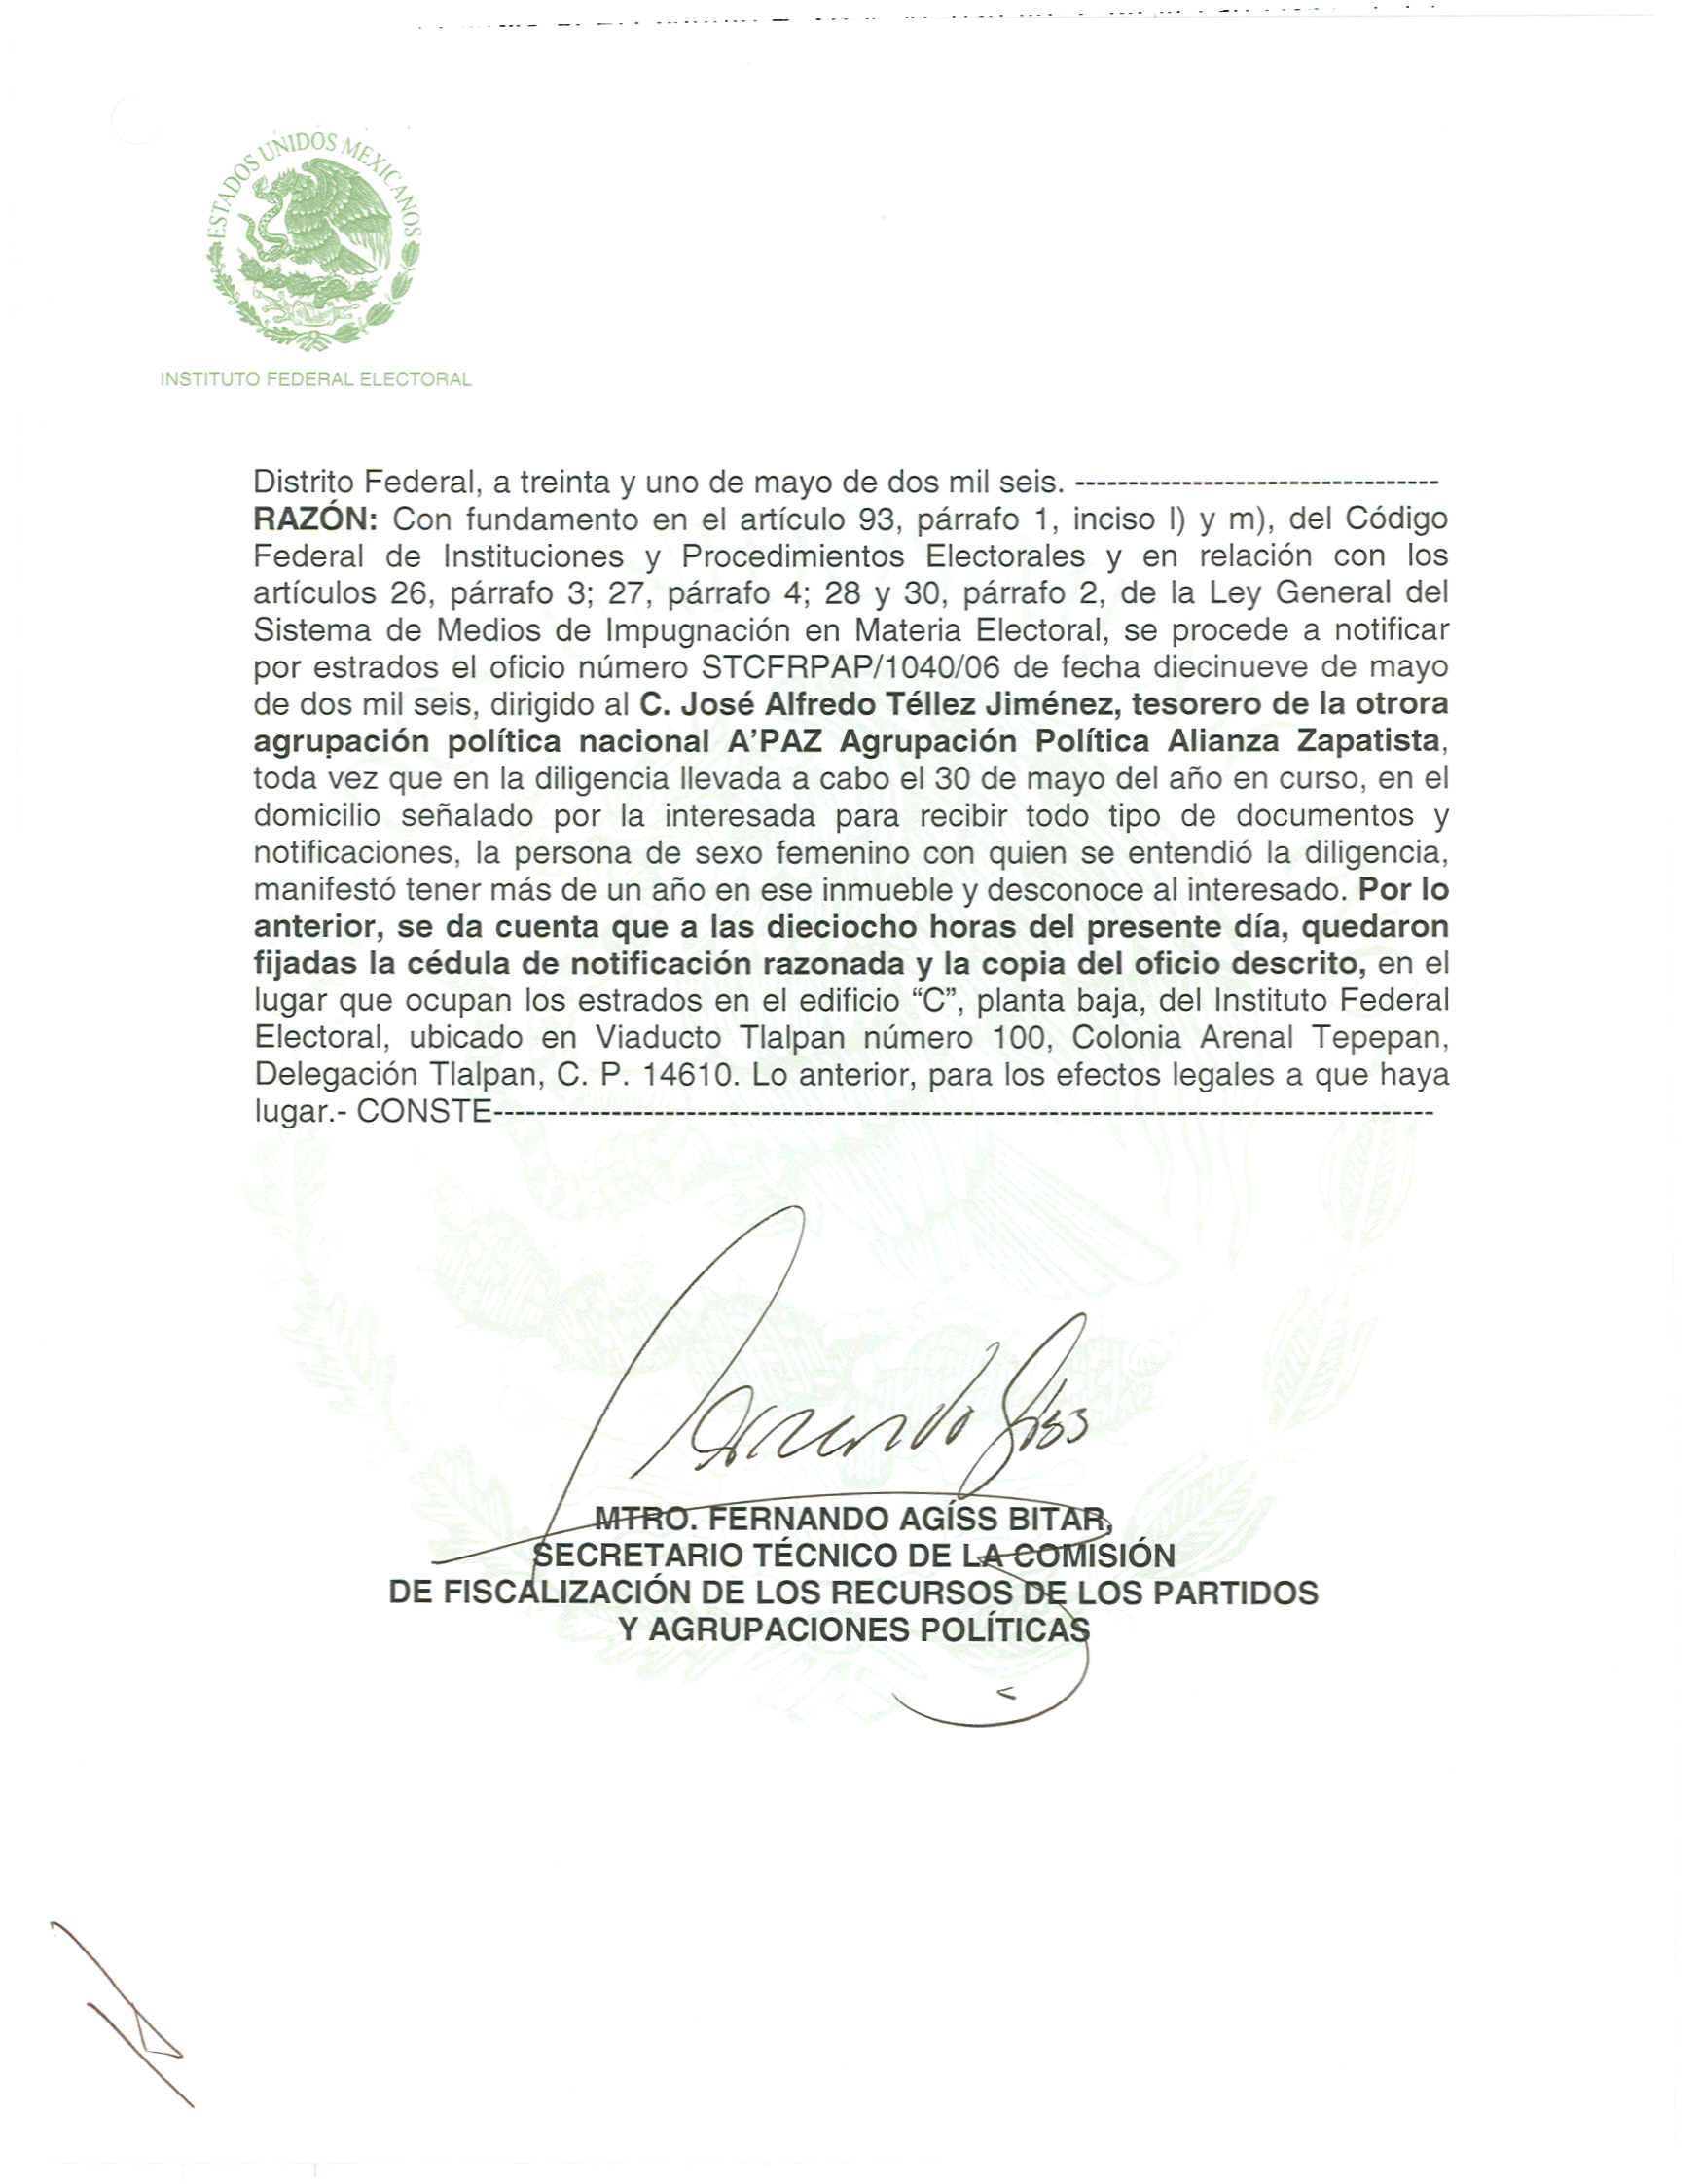 ESTADOS UNIDOS MEXICANOS
INSTITUTO FEDERAL ELECTORAL
Distrito Federal, a treinta y uno de mayo de dos mil seis. ----------------------------------
RAZÓN: Con fundamento en el artículo 93, párrafo 1, inciso l) y m), del Código
Federal de Instituciones y Procedimientos Electorales y en relación con los
artículos 26, párrafo 3; 27, párrafo 4; 28 y 30, párrafo 2, de la Ley General del
Sistema de Medios de Impugnación en Materia Electoral, se procede a notificar
por estrados el oficio número STCFRPAP/1040/06 de fecha diecinueve de mayo
de dos mil seis, dirigido al C. José Alfredo Téllez Jiménez, tesorero de la otrora
agrupación política nacional A’PAZ Agrupación Política Alianza Zapatista,
toda vez que en la diligencia llevada a cabo el 30 de mayo del año en curso, en el
domicilio señalado por la interesada para recibir todo tipo de documentos y
notificaciones, la persona de sexo femenino con quien se entendió la diligencia,
manifestó tener más de un año en ese inmueble y desconoce al interesado. Por lo
anterior, se da cuenta que a las dieciocho horas del presente día, quedaron
fijadas la cédula de notificación razonada y la copia del oficio descrito, en el
lugar que ocupan los estrados en el edificio “C”, planta baja, del Instituto Federal
Electoral, ubicado en Viaducto Tlalpan número 100, Colonia Arenal Tepepan,
Delegación Tlalpan, C. P. 14610. Lo anterior, para los efectos legales a que haya
lugar.- CONSTE----------------------------------------------------------------------------------------
MTRO. FERNANDO AGÍSS BITAR,
SECRETARIO TÉCNICO DE LA COMISIÓN
DE FISCALIZACIÓN DE LOS RECURSOS DE LOS PARTIDOS
Y AGRUPACIONES POLÍTICAS